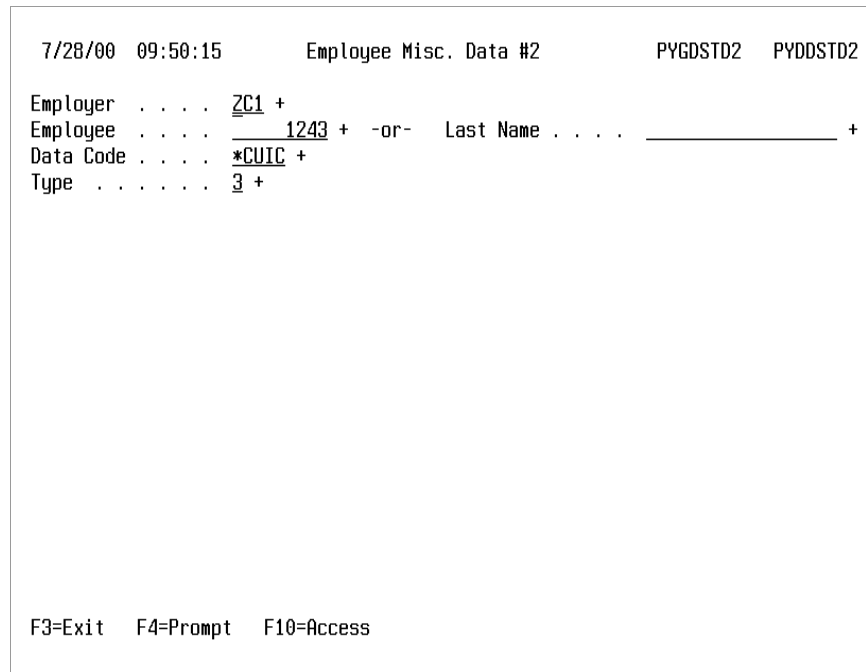 7/28/00 09:50:15 Employee Misc. Data #2 PYGDSTD2 PYDDSTD2
Employer . . . . ZC1 +
Employee . . . . 1243 + -or- Last Name . . . . +
Data Code . . . . *CUIC +
Type . . . . . . 3 +
F3=Exit F4=Prompt F10=Access